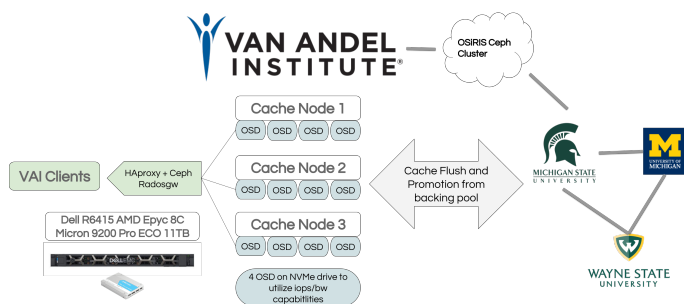 VAN ANDEL
INSTITUTE®
OSiRIS Ceph
Cluster
Cache Node 1
OSD OSD OSD OSD
Cache Node 2
OSD OSD OSD OSD
Cache Node 3
OSD OSD OSD OSD
VAI Clients
HAproxy + Ceph
Radosgw
Cache Flush and
Promotion from
backing pool
MICHIGAN STATE
UNIVERSITY
M
UNIVERSITY OF
MICHIGAN
W
WAYNE STATE
UNIVERSITY
Dell R6415 AMD Epyc 8C
Micron 9200 Pro ECO 11TB
4 OSD on NVMe drive to
utilize iops/bw
capabitlities